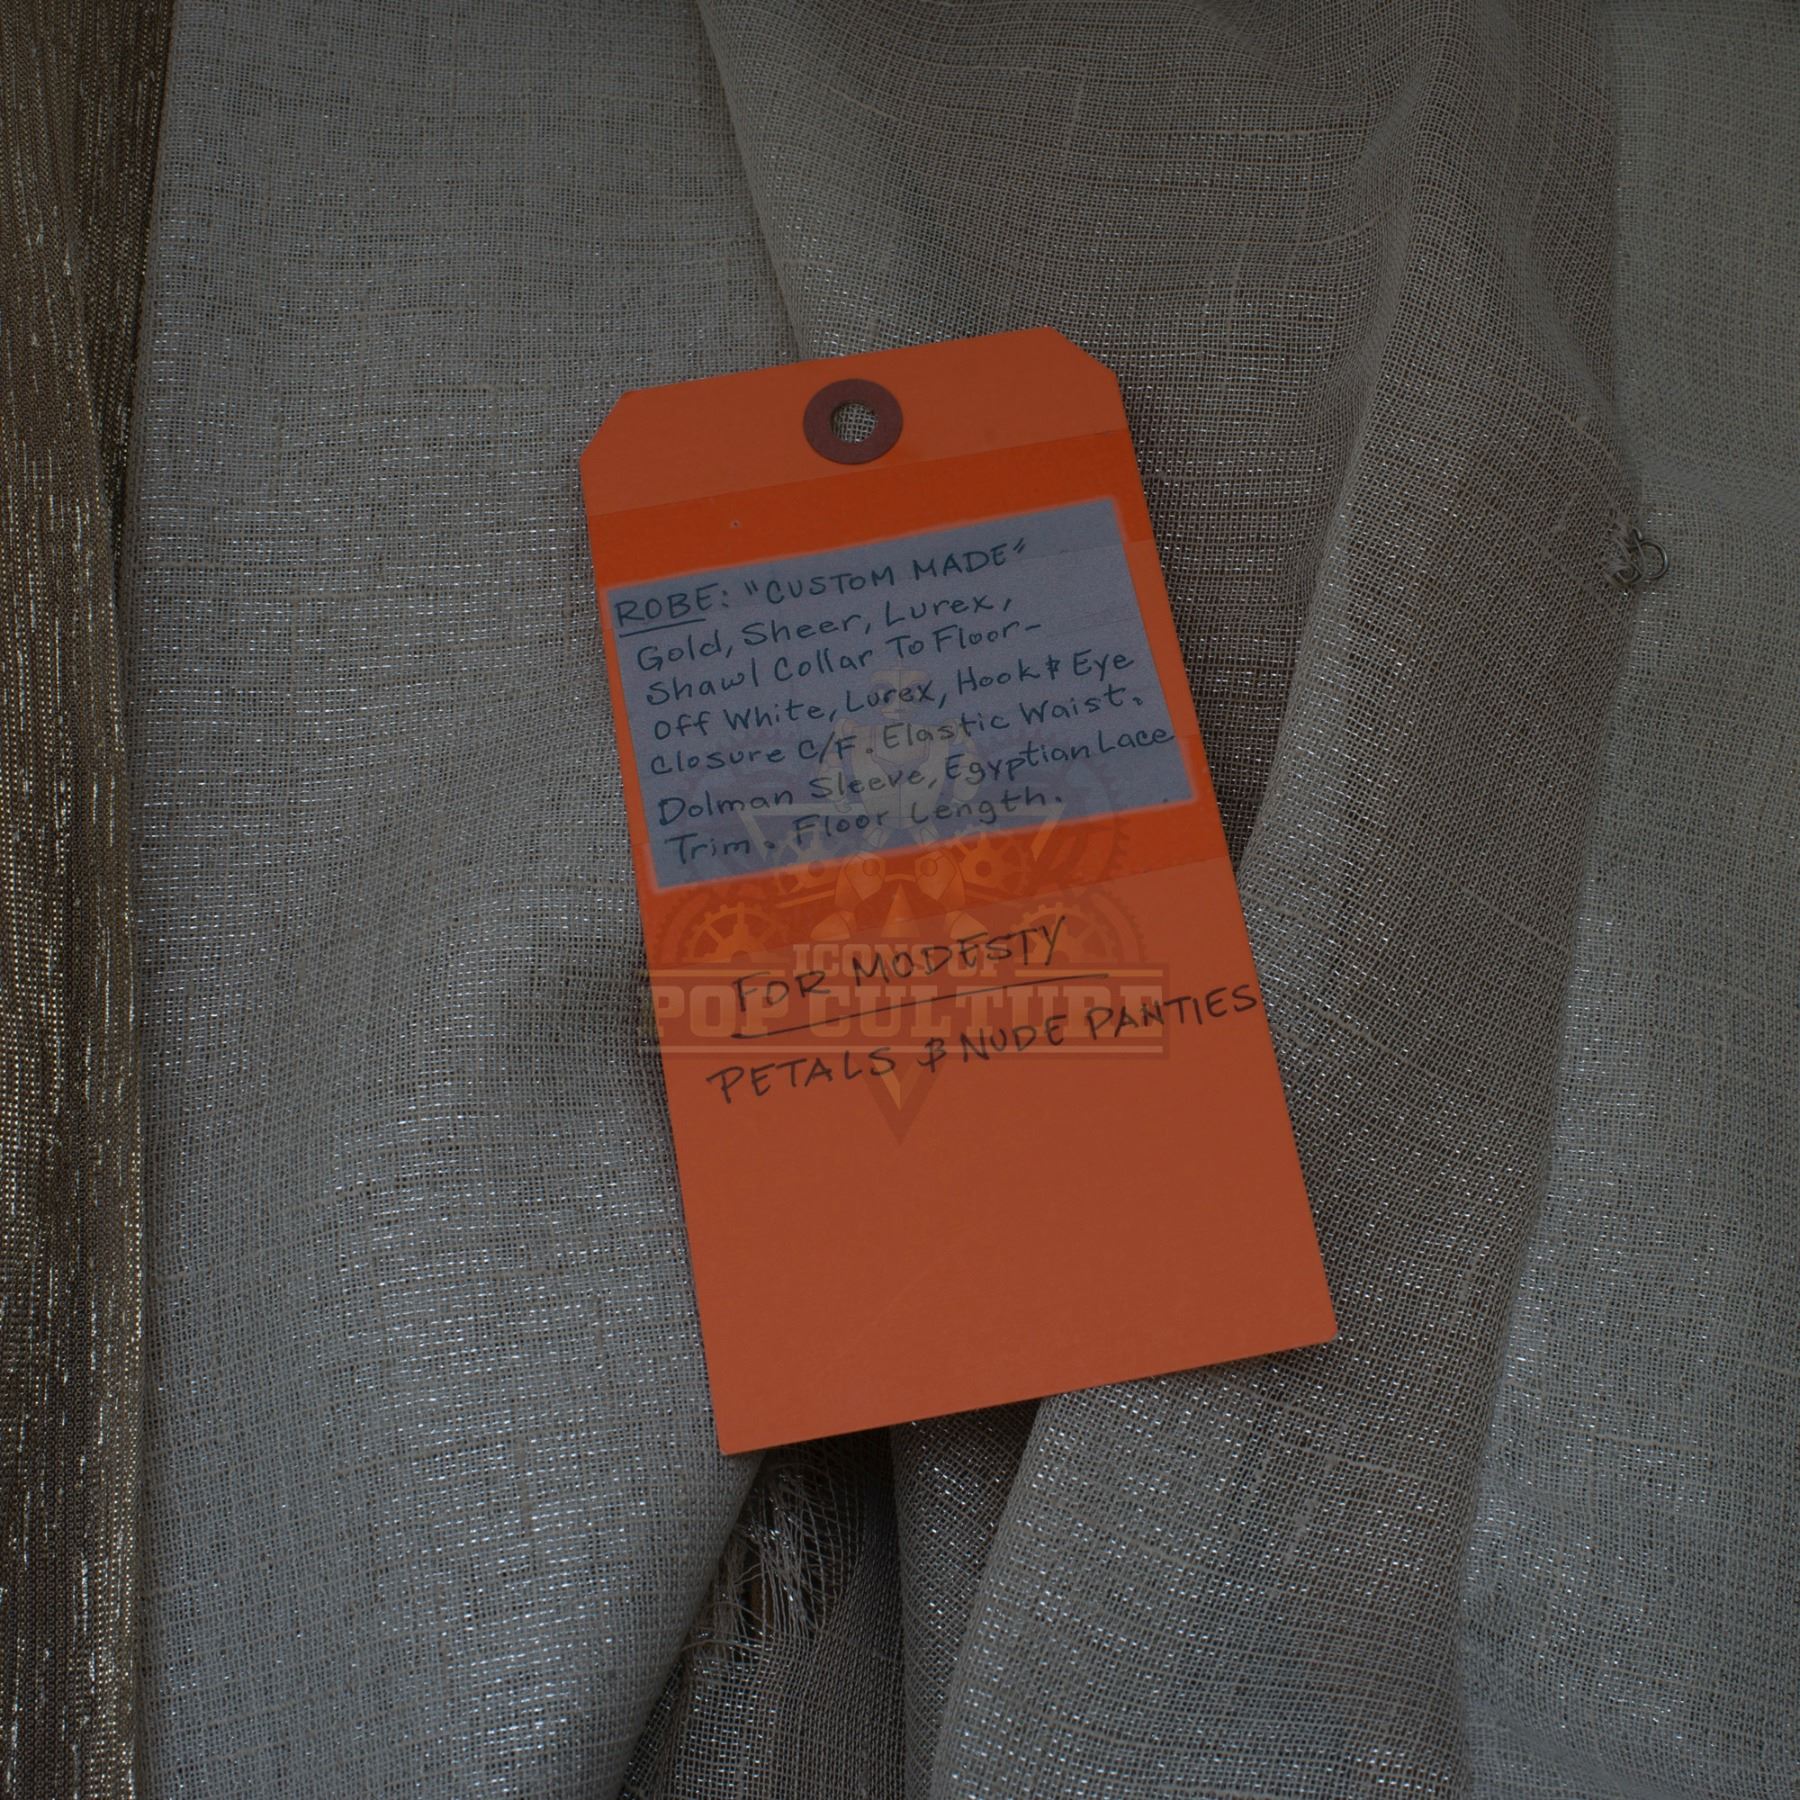 ROBE: "CUSTOM MADE"
Gold, Sheer, Lurex,
Shawl Collar To Floor-
Off White, Lurex, Hook & Eye
Closure C/F. Elastic Waist.
Dolman Sleeve, Egyptian Lace
Trim. Floor Length.
FOR MODESTY
PETALS & NUDE PANTIES
ICONS OF
POP CULTURE